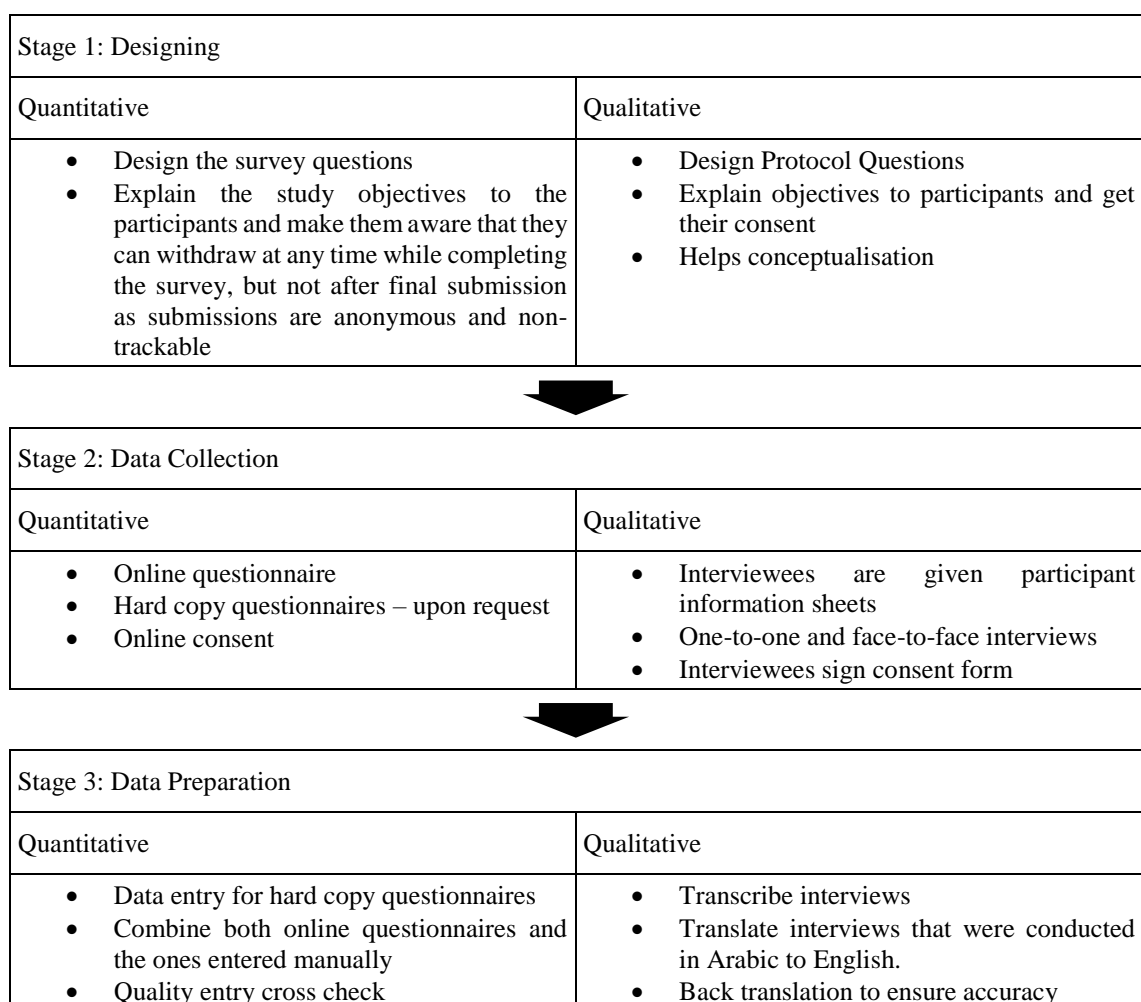 Stage 1: Designing
Quantitative
Qualitative
• Design the survey questions
• Explain the study objectives to the
participants and make them aware that they
can withdraw at any time while completing
the survey, but not after final submission
as submissions are anonymous and non-
trackable
• Design Protocol Questions
• Explain objectives to participants and get
their consent
• Helps conceptualisation
Stage 2: Data Collection
Quantitative
Qualitative
• Online questionnaire
• Hard copy questionnaires – upon request
• Online consent
• Interviewees are given participant
information sheets
• One-to-one and face-to-face interviews
• Interviewees sign consent form
Stage 3: Data Preparation
Quantitative
Qualitative
• Data entry for hard copy questionnaires
• Combine both online questionnaires and
the ones entered manually
• Quality entry cross check
• Transcribe interviews
• Translate interviews that were conducted
in Arabic to English.
• Back translation to ensure accuracy